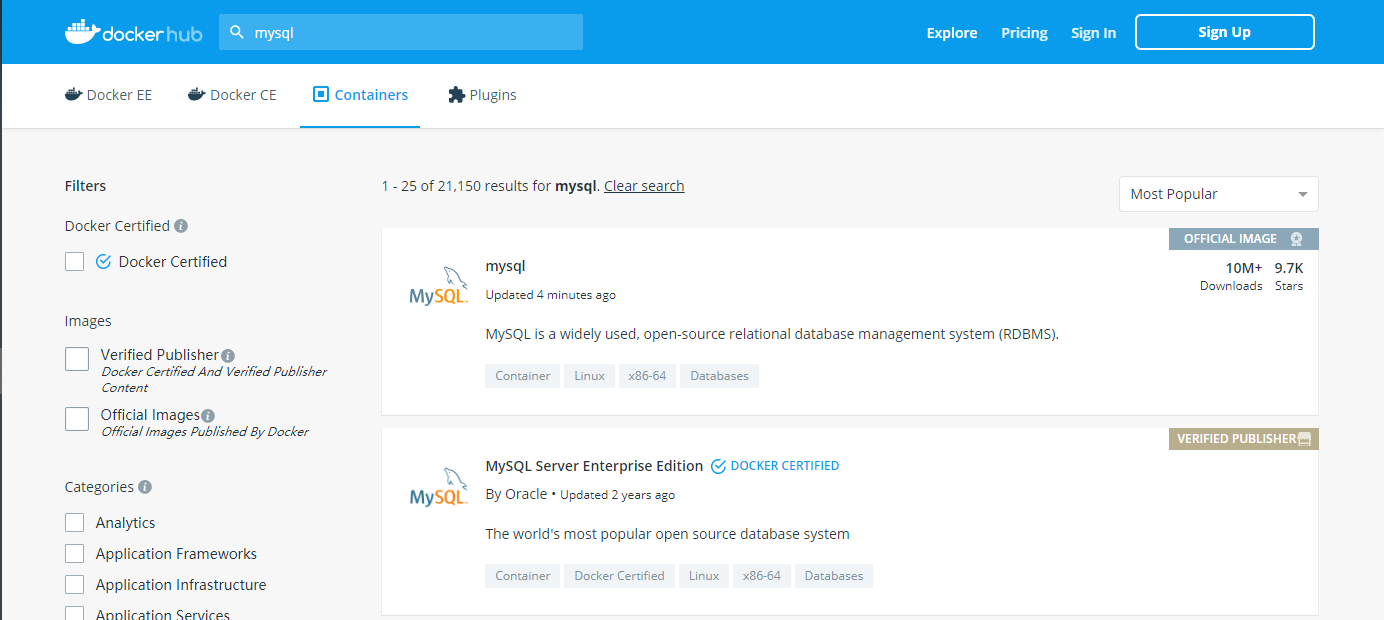 docker hub
mysql
Explore Pricing Sign In Sign Up
Docker EE Docker CE Containers Plugins
Filters
Docker Certified
Docker Certified
Images
Verified Publisher
Docker Certified And Verified Publisher
Content
Official Images
Official Images Published By Docker
Categories
Analytics
Application Frameworks
Application Infrastructure
Application Services
1 - 25 of 21,150 results for mysql. Clear search
Most Popular
OFFICIAL IMAGE
MySQL
mysql
10M+ 9.7K
Downloads Stars
Updated 4 minutes ago
MySQL is a widely used, open-source relational database management system (RDBMS).
Container Linux x86-64 Databases
VERIFIED PUBLISHER
MySQL
MySQL Server Enterprise Edition DOCKER CERTIFIED
By Oracle • Updated 2 years ago
The world's most popular open source database system
Container Docker Certified Linux x86-64 Databases